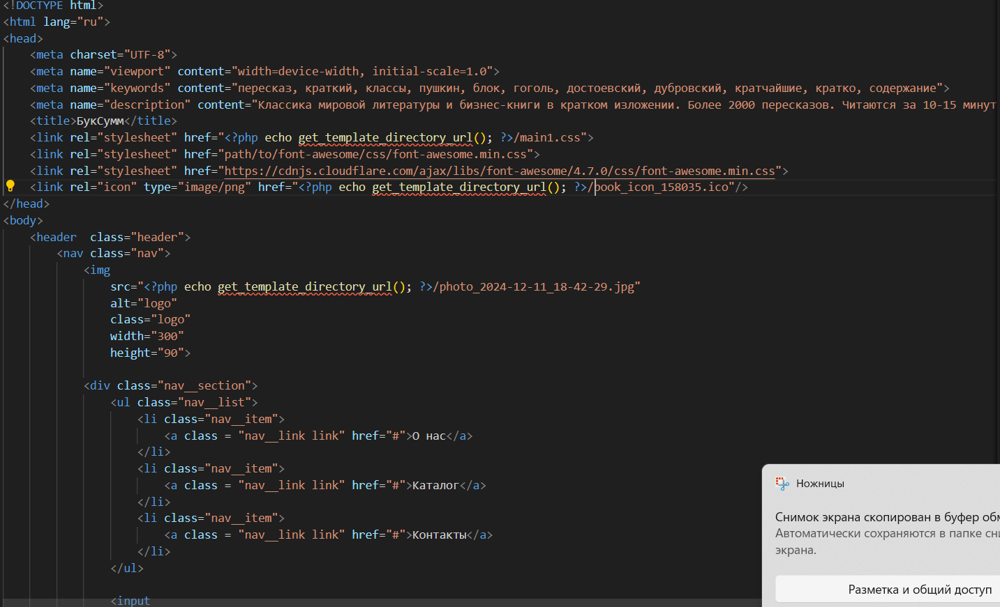 <!DOCTYPE html>
<html lang="ru">
<head>
<meta charset="UTF-8">
<meta name="viewport" content="width=device-width, initial-scale=1.0">
<meta name="keywords" content="пересказ, краткий, классы, пушкин, блок, гоголь, достоевский, дубровский, кратчайшие, кратко, содержание">
<meta name="description" content="Классика мировой литературы и бизнес-книги в кратком изложении. Более 2000 пересказов. Читаются за 10-15 минут
<title>БукСумм</title>
<link rel="stylesheet" href="<?php echo get_template_directory_url(); ?>/main1.css">
<link rel="stylesheet" href="path/to/font-awesome/css/font-awesome.min.css">
<link rel="stylesheet" href="https://cdnjs.cloudflare.com/ajax/libs/font-awesome/4.7.0/css/font-awesome.min.css">
<link rel="icon" type="image/png" href="<?php echo get_template_directory_url(); ?>/book_icon_158035.ico"/>
</head>
<body>
<header  class="header">
<nav class="nav">
<img
src="<?php echo get_template_directory_url(); ?>/photo_2024-12-11_18-42-29.jpg"
alt="logo"
class="logo"
width="300"
height="90">
<div class="nav__section">
<ul class="nav__list">
<li class="nav__item">
<a class = "nav__link link" href="#">О нас</a>
</li>
<li class="nav__item">
<a class = "nav__link link" href="#">Каталог</a>
</li>
<li class="nav__item">
<a class = "nav__link link" href="#">Контакты</a>
</li>
</ul>
<input
Ножницы
Снимок экрана скопирован в буфер
Автоматически сохраняются в папке
экрана.
Разметка и общий доступ